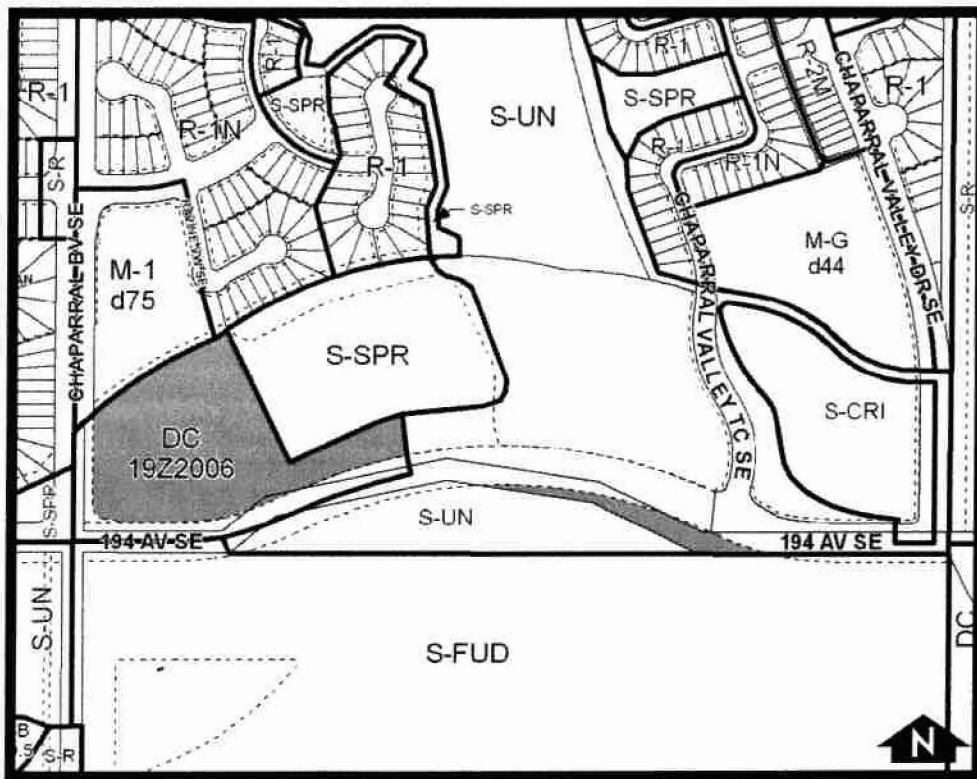 R-1
S-SPR
R-1N
R-1
S-UN
S-SPR
R-1
R-2M
R-1
CHAPARRAL VALLEY DR SE
R-1
S-R
R-1
R-1N
CHAPARRAL BV SE
S-SPR
S-R
M-1
d75
M-G
d44
CHAPARRAL VALLEY TC SE
S-SPR
S-CRI
DC
19Z2006
S-SPR
S-UN
194 AV SE
194 AV SE
S-UN
S-FUD
DC
S-R
N